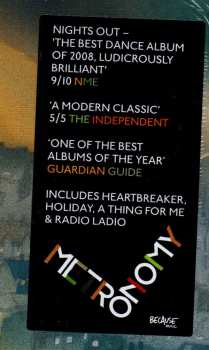 NIGHTS OUT –
'THE BEST DANCE ALBUM
OF 2008, LUDICROUSLY
BRILLIANT'
9/10 NME
'A MODERN CLASSIC'
5/5 THE INDEPENDENT
'ONE OF THE BEST
ALBUMS OF THE YEAR'
GUARDIAN GUIDE
INCLUDES HEARTBREAKER,
HOLIDAY, A THING FOR ME
& RADIO LADIO
METRONOMY
BECAUSE
MUSIC